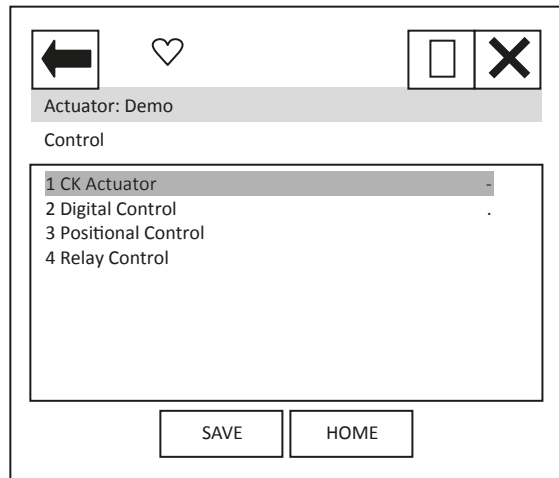 Actuator: Demo
Control
1 CK Actuator -
2 Digital Control .
3 Positional Control
4 Relay Control
SAVE HOME